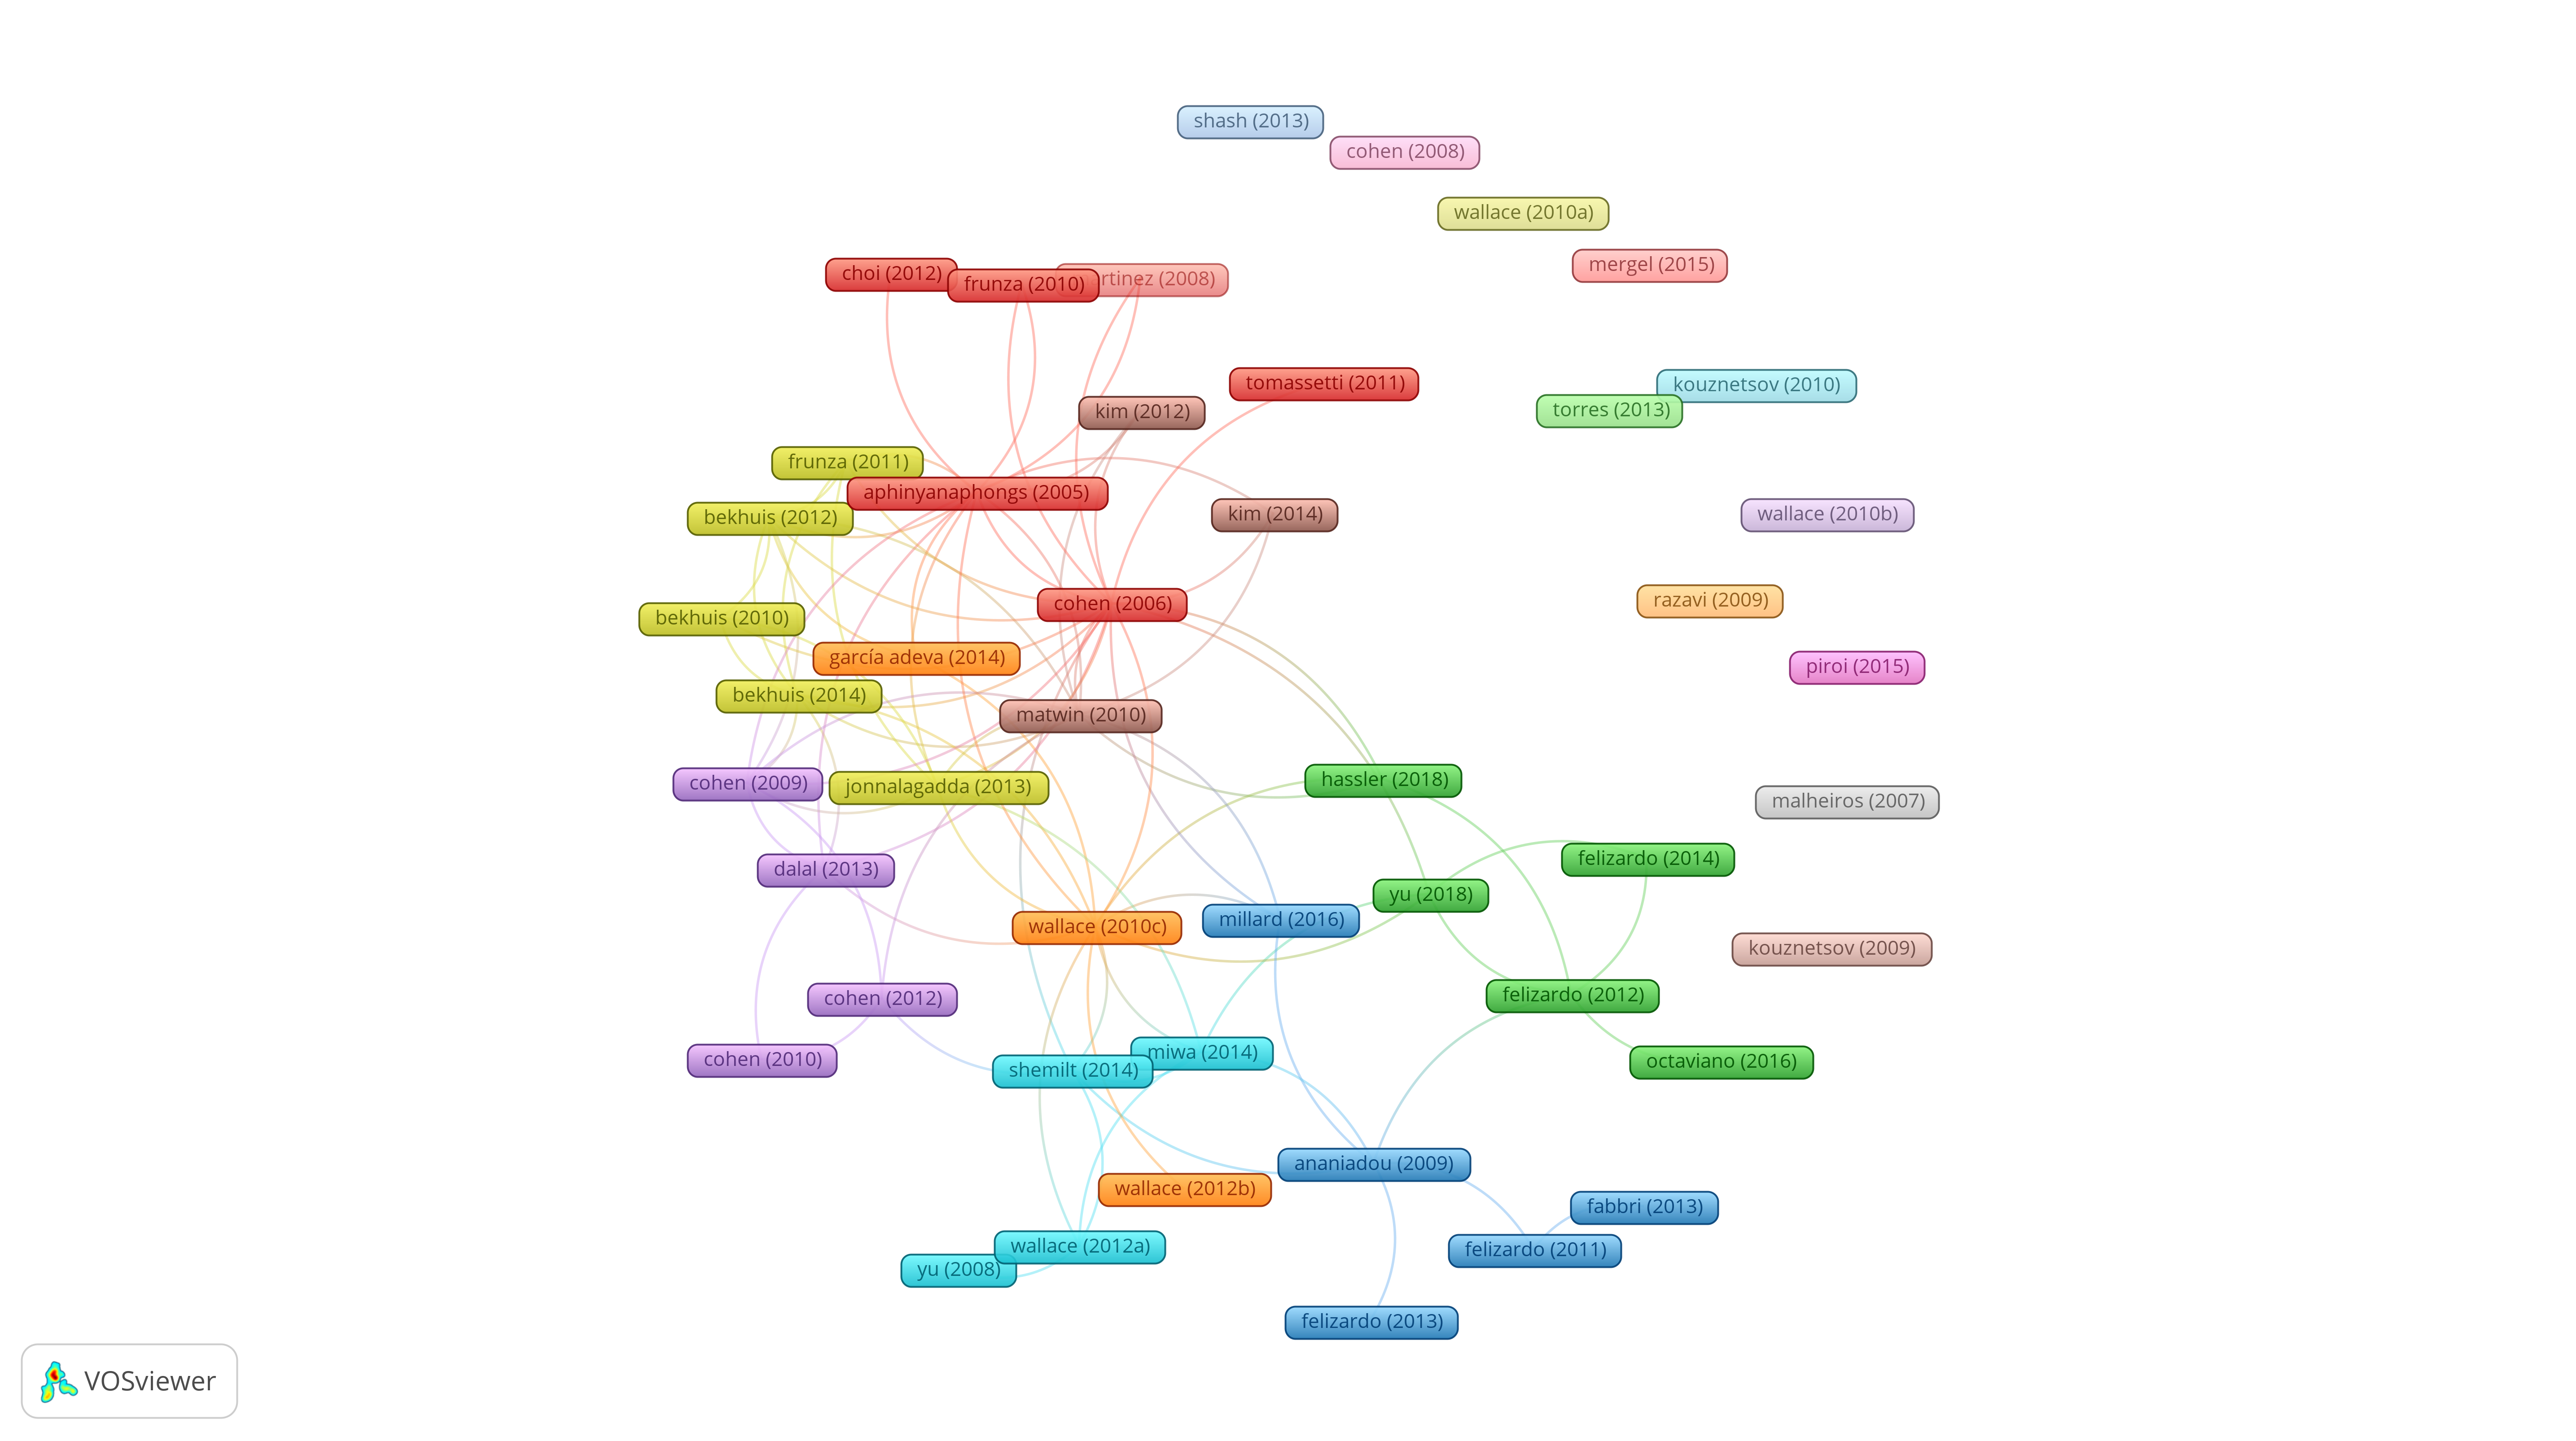 shash (2013)
cohen (2008)
wallace (2010a)
mergel (2015)
choi (2012)
frunza (2010)
rtinez (2008)
tomassetti (2011)
kouznetsov (2010)
kim (2012)
torres (2013)
frunza (2011)
aphinyanaphongs (2005)
bekhuis (2012)
kim (2014)
wallace (2010b)
cohen (2006)
razavi (2009)
bekhuis (2010)
garcía adeva (2014)
piroi (2015)
bekhuis (2014)
matwin (2010)
cohen (2009)
jonnalagadda (2013)
hassler (2018)
malheiros (2007)
dalal (2013)
felizardo (2014)
yu (2018)
wallace (2010c)
millard (2016)
kouznetsov (2009)
cohen (2012)
felizardo (2012)
cohen (2010)
shemilt (2014)
miwa (2014)
octaviano (2016)
ananiadou (2009)
wallace (2012b)
fabbri (2013)
wallace (2012a)
felizardo (2011)
yu (2008)
felizardo (2013)
VOSviewer